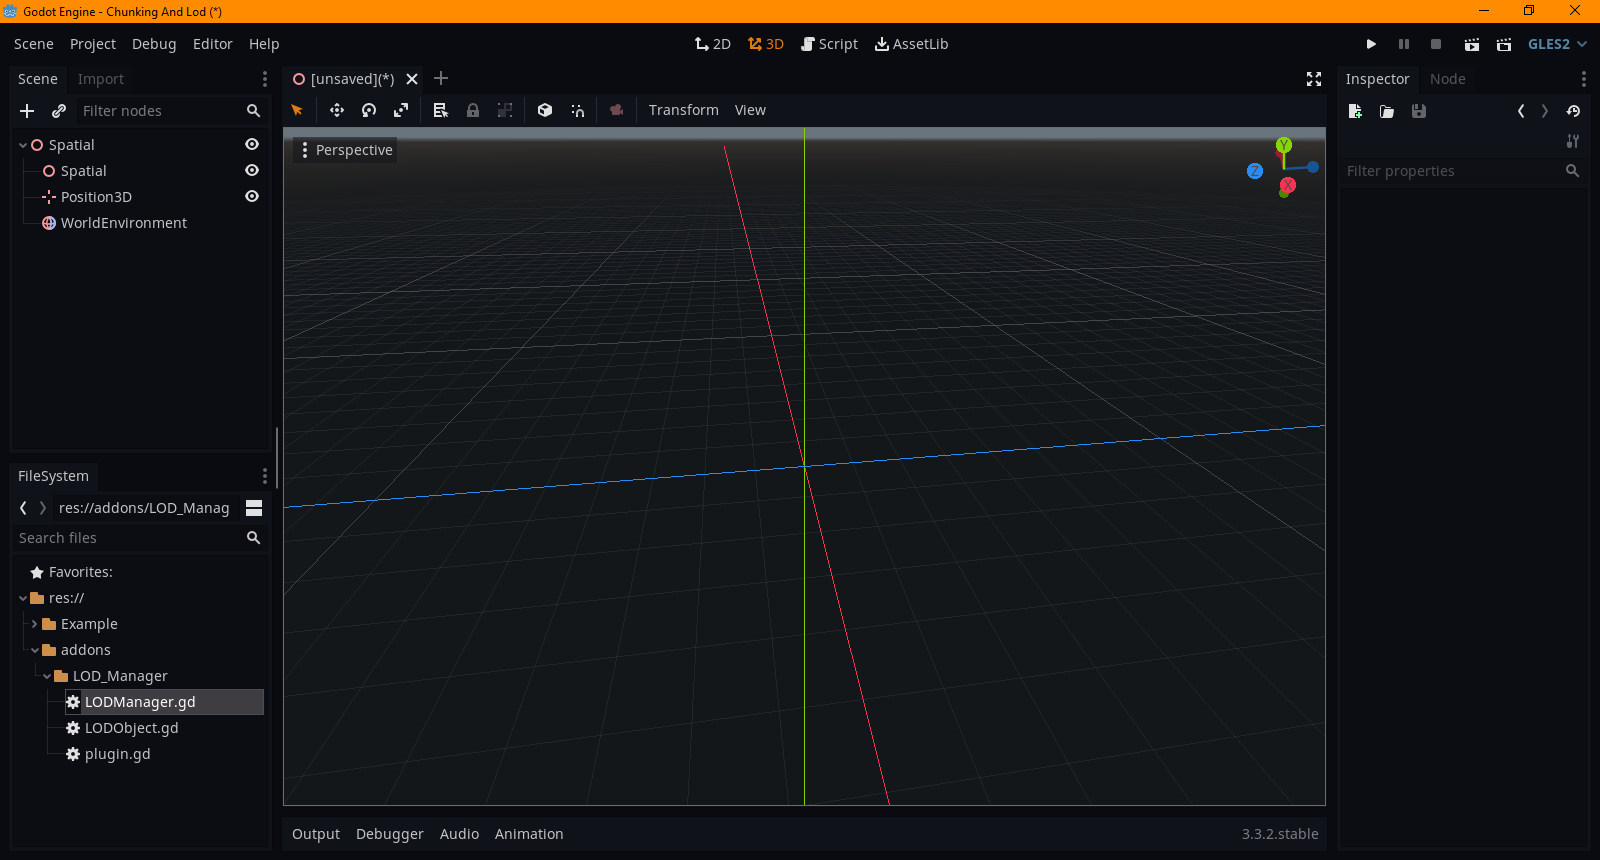 Godot Engine - Chunking And Lod (*)
Scene Project Debug Editor Help
2D 3D Script AssetLib
GLES2
Scene Import
Filter nodes
Spatial
Spatial
Position3D
WorldEnvironment
FileSystem
res://addons/LOD_Manag
Search files
Favorites:
res://
Example
addons
LOD_Manager
LODManager.gd
LODObject.gd
plugin.gd
[unsaved](*)
Transform View
Perspective
Y
Z
X
Output Debugger Audio Animation
3.3.2.stable
Inspector Node
Filter properties